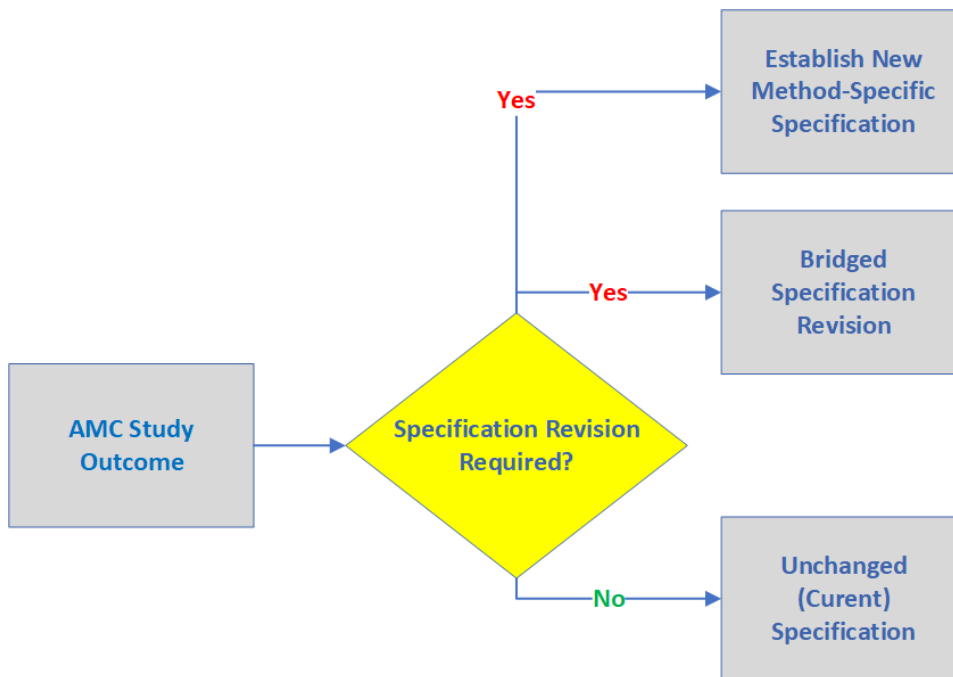 Establish New
Method-Specific
Specification
Yes
Bridged
Specification
Revision
Yes
AMC Study
Outcome
Specification Revision
Required?
Unchanged
(Curent)
Specification
No